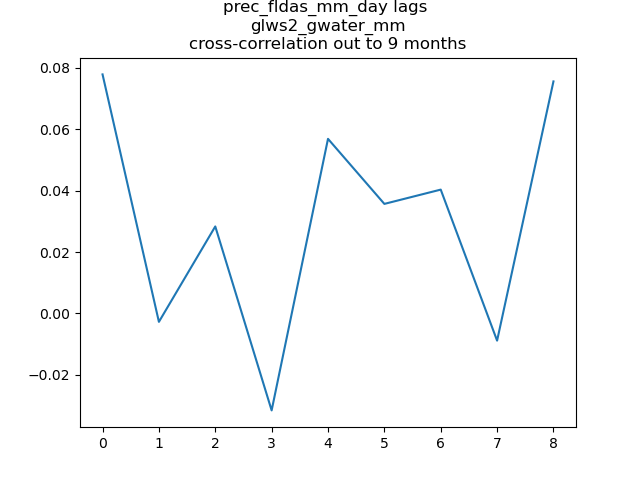 prec_fldas_mm_day lags
glws2_gwater_mm
cross-correlation out to 9 months
0.08
0.06
0.04
0.02
0.00
−0.02
0 1 2 3 4 5 6 7 8